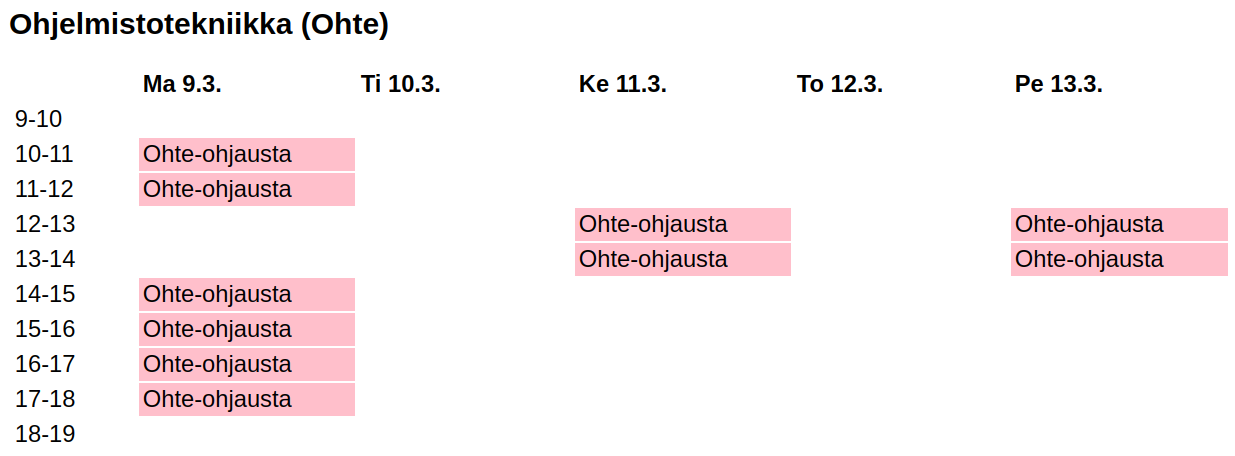 Ohjelmistotekniikka (Ohte)
Ma 9.3. Ti 10.3. Ke 11.3. To 12.3. Pe 13.3.
9-10
10-11 Ohte-ohjausta
11-12 Ohte-ohjausta
12-13 Ohte-ohjausta Ohte-ohjausta
13-14 Ohte-ohjausta Ohte-ohjausta
14-15 Ohte-ohjausta
15-16 Ohte-ohjausta
16-17 Ohte-ohjausta
17-18 Ohte-ohjausta
18-19